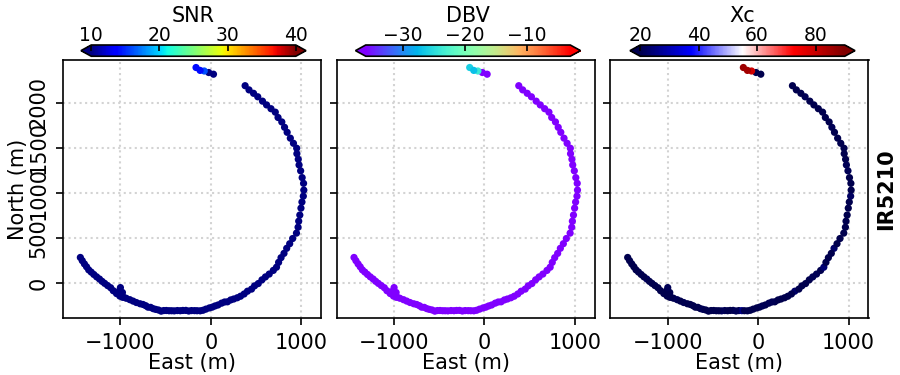 SNR DBV Xc
10 20 30 40 −30 −20 −10 20 40 60 80
North (m)
0 500 1000 1500 2000
IR5210
−1000 0 1000 −1000 0 1000 −1000 0 1000
East (m) East (m) East (m)